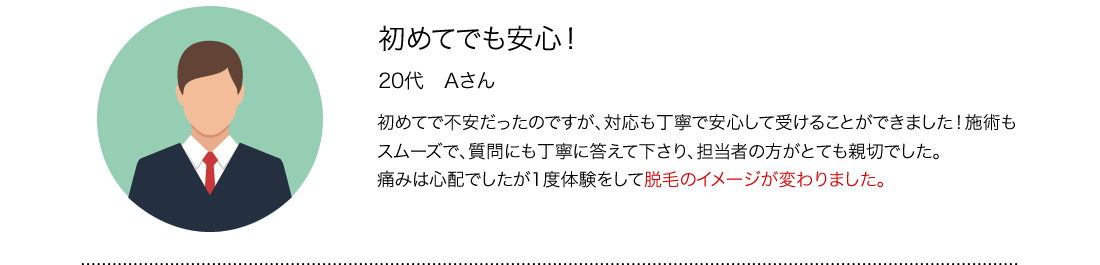 初めてでも安心！
20代　Aさん
初めてで不安だったのですが、対応も丁寧で安心して受けることができました！施術も
スムーズで、質問にも丁寧に答えて下さり、担当者の方がとても親切でした。
痛みは心配でしたが1度体験をして脱毛のイメージが変わりました。